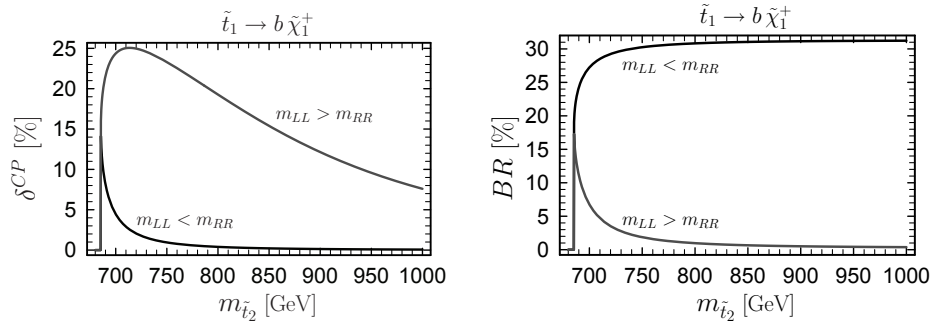 t̃₁ → b χ̃₁⁺
δ^CP [%]
25
20
15
10
5
0
m_LL > m_RR
m_LL < m_RR
700 750 800 850 900 950 1000
m_t̃₂ [GeV]
t̃₁ → b χ̃₁⁺
BR [%]
30
25
20
15
10
5
0
m_LL < m_RR
m_LL > m_RR
700 750 800 850 900 950 1000
m_t̃₂ [GeV]